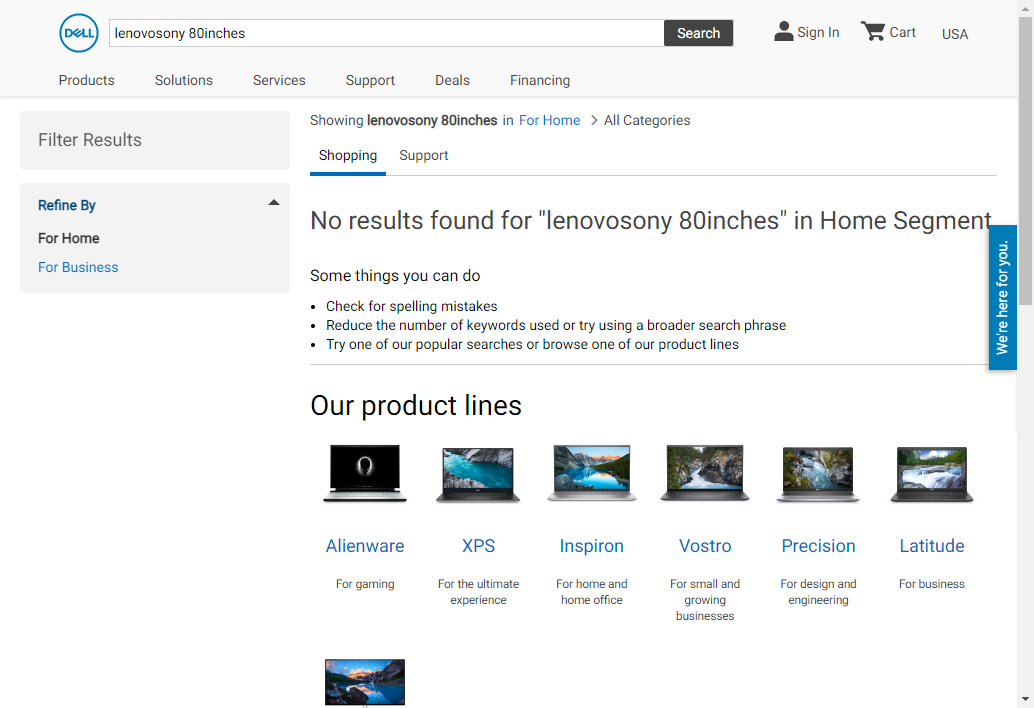 DELL
lenovosony 80inches
Search
Sign In
Cart
USA
Products
Solutions
Services
Support
Deals
Financing
Filter Results
Refine By
For Home
For Business
Showing lenovosony 80inches in For Home > All Categories
Shopping
Support
No results found for "lenovosony 80inches" in Home Segment
Some things you can do
• Check for spelling mistakes
• Reduce the number of keywords used or try using a broader search phrase
• Try one of our popular searches or browse one of our product lines
We're here for you.
Our product lines
Alienware
For gaming
XPS
For the ultimate
experience
Inspiron
For home and
home office
Vostro
For small and
growing
businesses
Precision
For design and
engineering
Latitude
For business